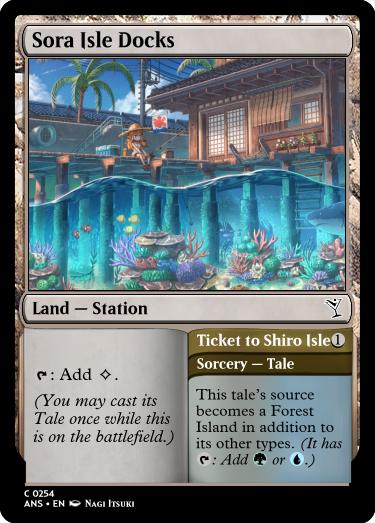 Sora Isle Docks
Land — Station
Ticket to Shiro Isle 1
Sorcery — Tale
: Add .
(You may cast its
Tale once while this
is on the battlefield.)
This tale's source
becomes a Forest
Island in addition to
its other types. (It has
: Add or .)
C 0254
ANS • EN Nagi Itsuki